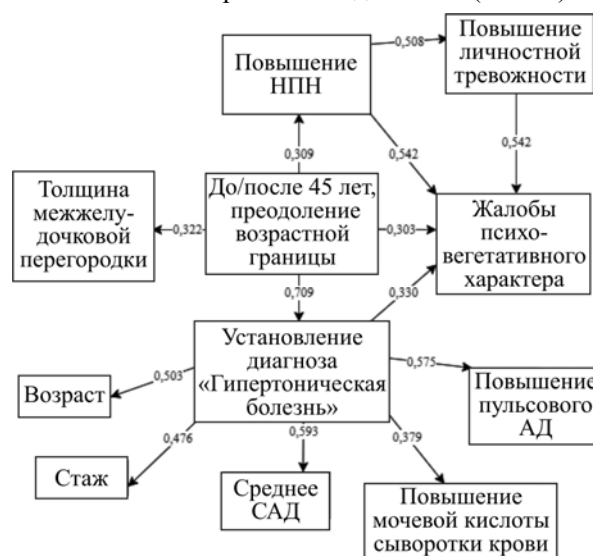 Повышение
личностной
тревожности
0,508
Повышение
НПН
0,309
0,542
0,542
Толщина
межжелу-
дочковой
перегородки
0,322
До/после 45 лет,
преодоление
возрастной
границы
0,303
Жалобы
психо-
вегетативного
характера
0,709
0,330
Установление
диагноза
«Гипертоническая
болезнь»
0,503
Возраст
0,575
Повышение
пульсового
АД
0,476
Стаж
0,593
Среднее
САД
0,379
Повышение
мочевой кислоты
сыворотки крови